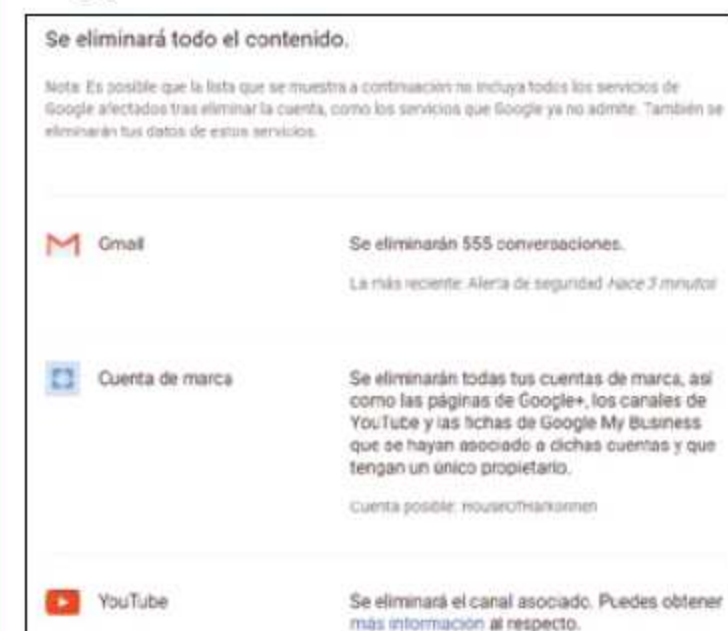 Se eliminará todo el contenido.
Nota: Es posible que la lista que se muestra a continuación no incluya todos los servicios de
Google afectados tras eliminar la cuenta, como los servicios que Google ya no admite. También se
eliminarán tus datos de estos servicios.
Gmail
Se eliminarán 555 conversaciones.
La más reciente: Alerta de seguridad Hace 3 minutos
Cuenta de marca
Se eliminarán todas tus cuentas de marca, así
como las páginas de Google+, los canales de
YouTube y las fichas de Google My Business
que se hayan asociado a dichas cuentas y que
tengan un único propietario.
Cuenta posible: HouseOfHarkonnen
YouTube
Se eliminará el canal asociado. Puedes obtener
más información al respecto.